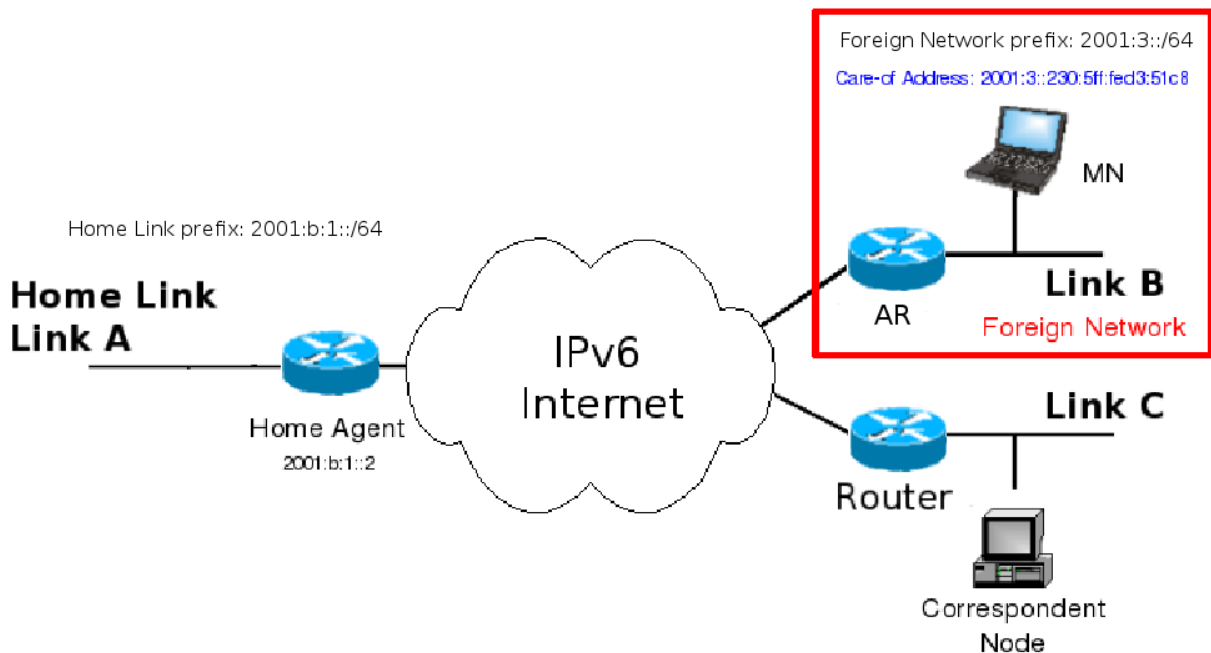 Foreign Network prefix: 2001:3::/64
Care-of Address: 2001:3::230:5ff:fed3:51c8
MN
Home Link prefix: 2001:b:1::/64
Home Link
Link A
Link B
AR
Foreign Network
IPv6
Internet
Home Agent
2001:b:1::2
Link C
Router
Correspondent
Node